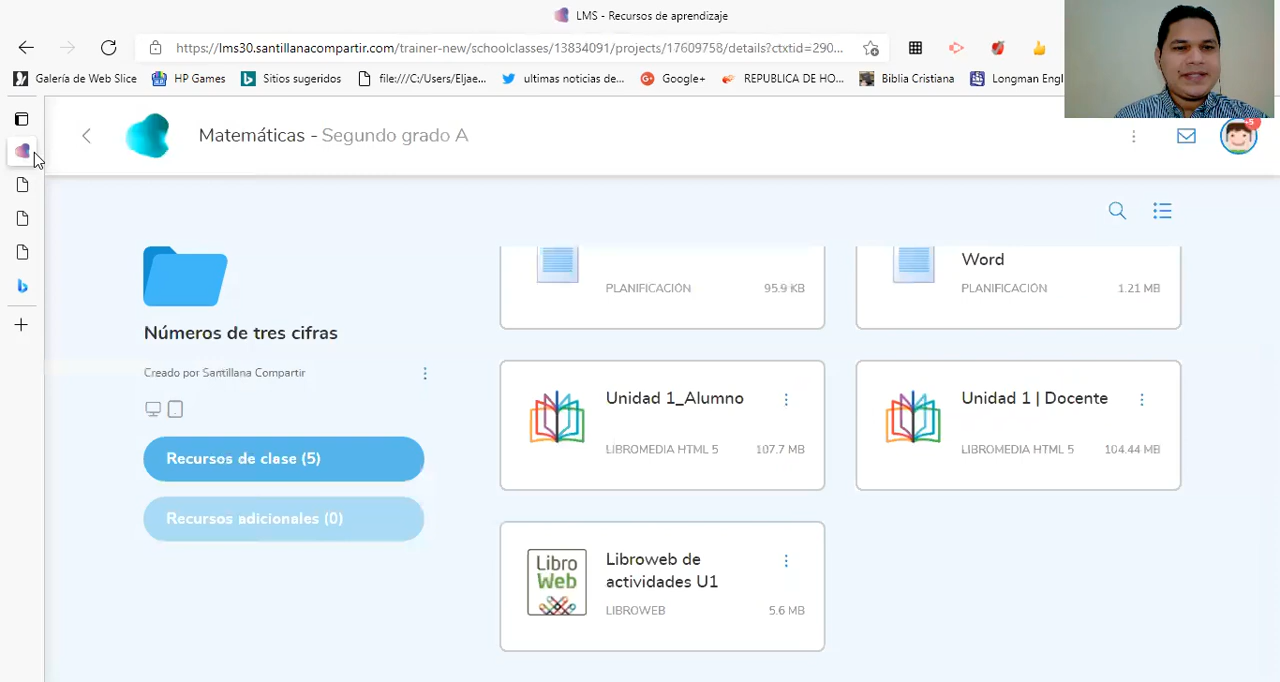 LMS - Recursos de aprendizaje
https://lms30.santillanacompartir.com/trainer-new/schoolclasses/13834091/projects/17609758/details?ctxtid=290...
Galería de Web Slice
HP Games
Sitios sugeridos
file:///C:/Users/Eljae...
ultimas noticias de...
Google+
REPUBLICA DE HO...
Biblia Cristiana
Longman Engl
Matemáticas - Segundo grado A
+5
Word
PLANIFICACIÓN 95.9 KB
PLANIFICACIÓN 1.21 MB
Números de tres cifras
Creado por Santillana Compartir
Recursos de clase (5)
Recursos adicionales (0)
Unidad 1_Alumno
LIBROMEDIA HTML 5 107.7 MB
Unidad 1 | Docente
LIBROMEDIA HTML 5 104.44 MB
Libro
Web
Libroweb de
actividades U1
LIBROWEB 5.6 MB